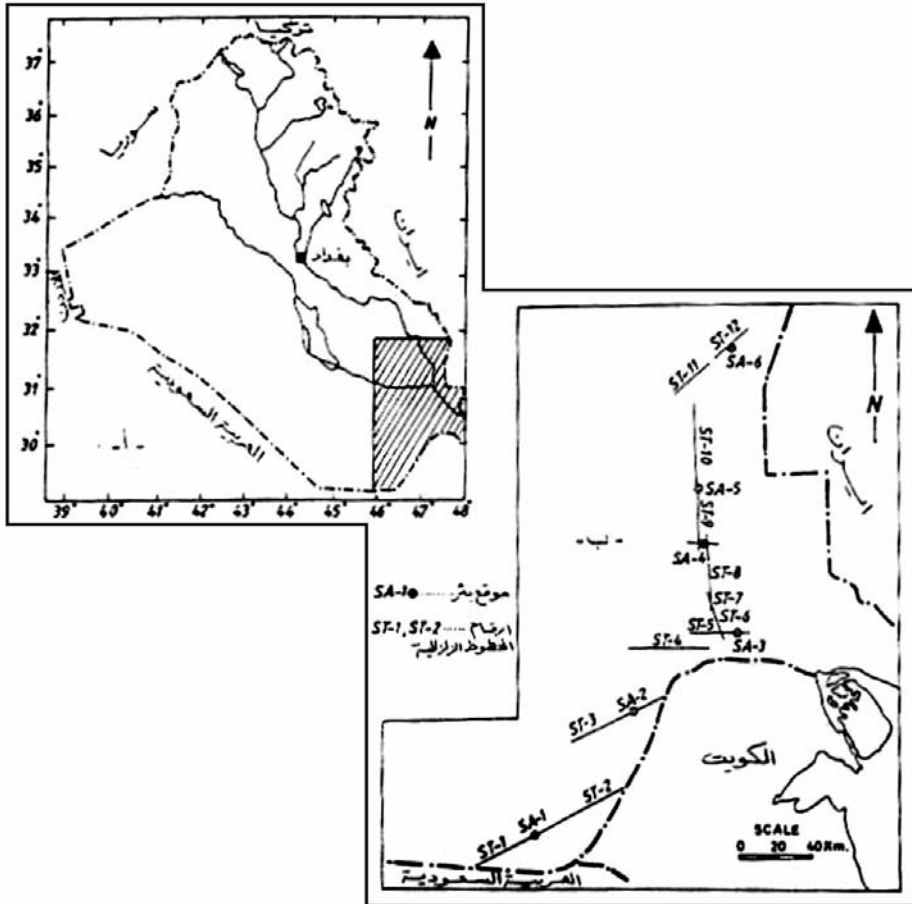 تركيا
37°
36°
35°
34°
33°
32°
31°
30°
N
سوريا
ايران
بغداد
العربية السعودية
- أ -
39° 40° 41° 42° 43° 44° 45° 46° 47° 48°
ST-12
ST-11
SA-6
N
ST-10
ايران
SA-5
ST-9
- ب -
SA-4
ST-8
SA-1 موقع بئر
ST-7
ST-6
ST-5
ST-1, ST-2 ارقام
الخطوط الزلزالية
ST-4
SA-3
SA-2
ST-3
الكويت
ST-2
SA-1
ST-1
SCALE
0 20 40 Km.
العربية السعودية